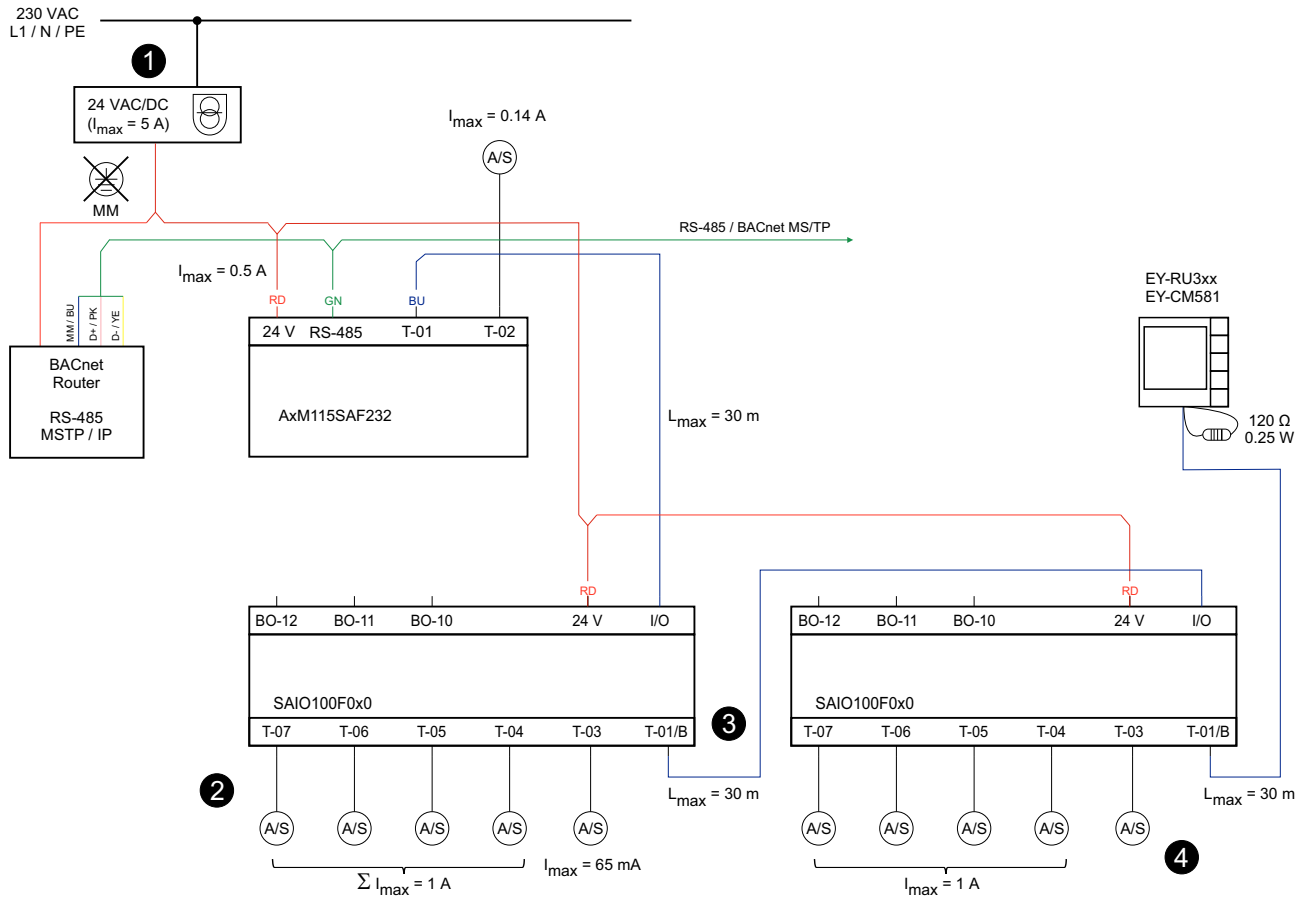 230 VAC
L1 / N / PE
1
24 VAC/DC
(Imax = 5 A)
MM
Imax = 0.14 A
A/S
RS-485 / BACnet MS/TP
Imax = 0.5 A
RD
GN
BU
MM / BU
D+ / PK
D- / YE
24 V
RS-485
T-01
T-02
BACnet
Router
RS-485
MSTP / IP
AxM115SAF232
Lmax = 30 m
EY-RU3xx
EY-CM581
120 Ω
0.25 W
RD
RD
BO-12
BO-11
BO-10
24 V
I/O
SAIO100F0x0
T-07
T-06
T-05
T-04
T-03
T-01/B
3
BO-12
BO-11
BO-10
24 V
I/O
SAIO100F0x0
T-07
T-06
T-05
T-04
T-03
T-01/B
2
Lmax = 30 m
Lmax = 30 m
A/S
A/S
A/S
A/S
A/S
A/S
A/S
A/S
A/S
A/S
4
Σ Imax = 1 A
Imax = 65 mA
Imax = 1 A